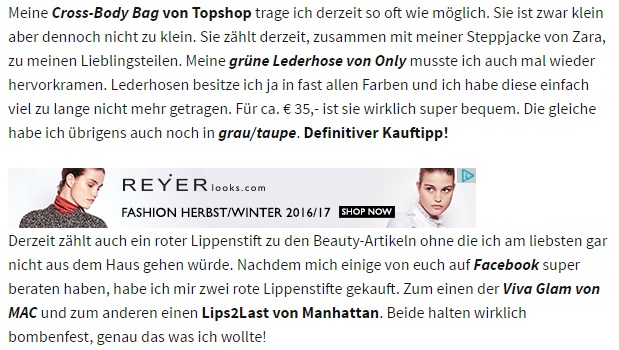 Meine Cross-Body Bag von Topshop trage ich derzeit so oft wie möglich. Sie ist zwar klein
aber dennoch nicht zu klein. Sie zählt derzeit, zusammen mit meiner Steppjacke von Zara,
zu meinen Lieblingsteilen. Meine grüne Lederhose von Only musste ich auch mal wieder
hervorkramen. Lederhosen besitze ich ja in fast allen Farben und ich habe diese einfach
viel zu lange nicht mehr getragen. Für ca. € 35,- ist sie wirklich super bequem. Die gleiche
habe ich übrigens auch noch in grau/taupe. Definitiver Kauftipp!
REYER looks.com
FASHION HERBST/WINTER 2016/17 SHOP NOW
Derzeit zählt auch ein roter Lippenstift zu den Beauty-Artikeln ohne die ich am liebsten gar
nicht aus dem Haus gehen würde. Nachdem mich einige von euch auf Facebook super
beraten haben, habe ich mir zwei rote Lippenstifte gekauft. Zum einen der Viva Glam von
MAC und zum anderen einen Lips2Last von Manhattan. Beide halten wirklich
bombenfest, genau das was ich wollte!